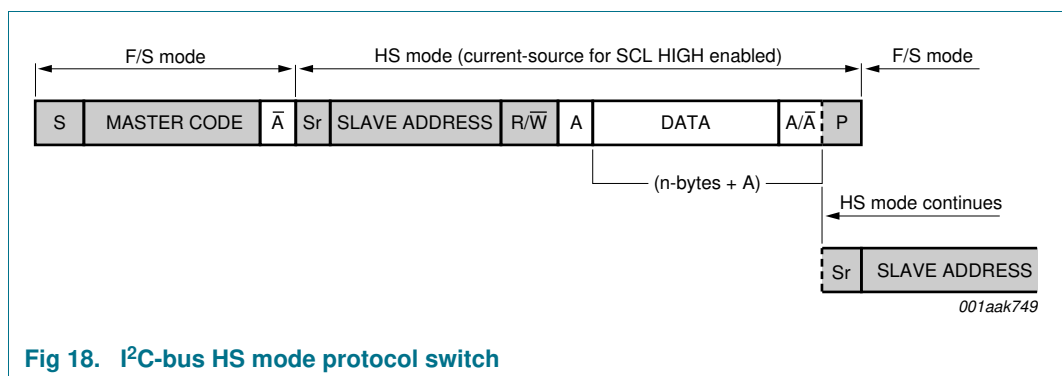 F/S mode HS mode (current-source for SCL HIGH enabled) F/S mode
S MASTER CODE A̅ Sr SLAVE ADDRESS R/W̅ A DATA A/A̅ P
(n-bytes + A)
HS mode continues
Sr SLAVE ADDRESS
001aak749
Fig 18. I²C-bus HS mode protocol switch